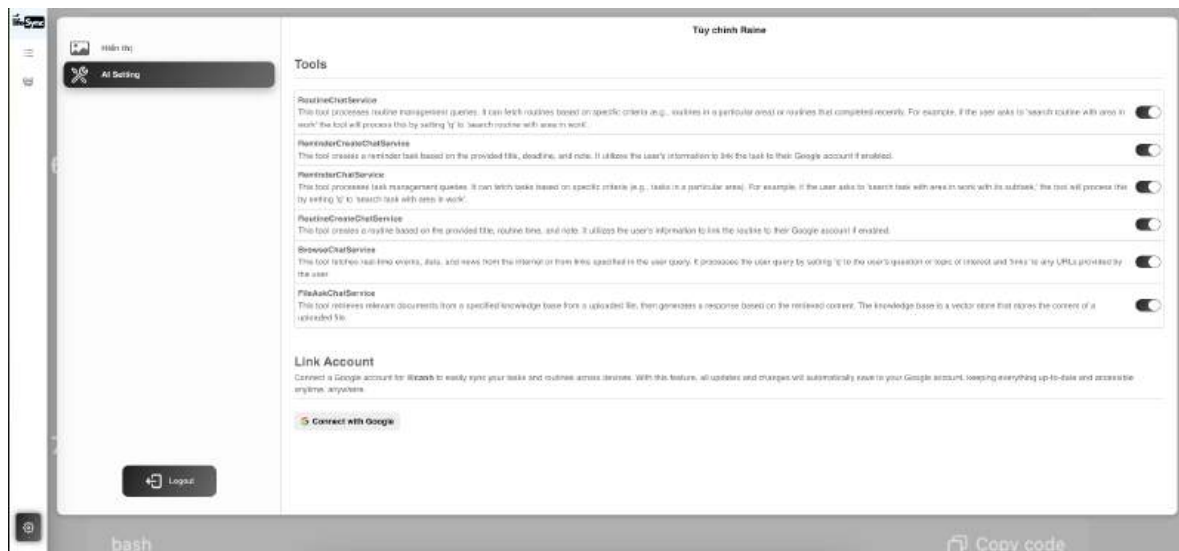 lifeSync
Hiển thị
AI Setting
Logout
Tùy chỉnh Raine
Tools
RoutineChatService
This tool processes routine management queries. It can fetch routines based on specific criteria (e.g., routines in a particular area) or routines that completed recently. For example, if the user asks to 'search routine with area in
work' the tool will process this by setting 'q' to 'search routine with area in work'.
ReminderCreateChatService
This tool creates a reminder task based on the provided title, deadline, and note. It utilizes the user's information to link the task to their Google account if enabled.
ReminderChatService
This tool processes task management queries. It can fetch tasks based on specific criteria (e.g., tasks in a particular area). For example, if the user asks to 'search task with area in work with its subtask,' the tool will process this
by setting 'q' to 'search task with area in work'.
RoutineCreateChatService
This tool creates a routine based on the provided title, routine time, and note. It utilizes the user's information to link the routine to their Google account if enabled.
BrowseChatService
This tool fetches real-time events, data, and news from the internet or from links specified in the user query. It processes the user query by setting 'q' to the user's question or topic of interest and 'links' to any URLs provided by
the user.
FileAskChatService
This tool retrieves relevant documents from a specified knowledge base from a uploaded file, then generates a response based on the retrieved content. The knowledge base is a vector store that stores the content of a
uploaded file.
Link Account
Connect a Google account for to easily sync your tasks and routines across devices. With this feature, all updates and changes will automatically save to your Google account, keeping everything up-to-date and accessible
anytime, anywhere.
Connect with Google
bash
Copy code